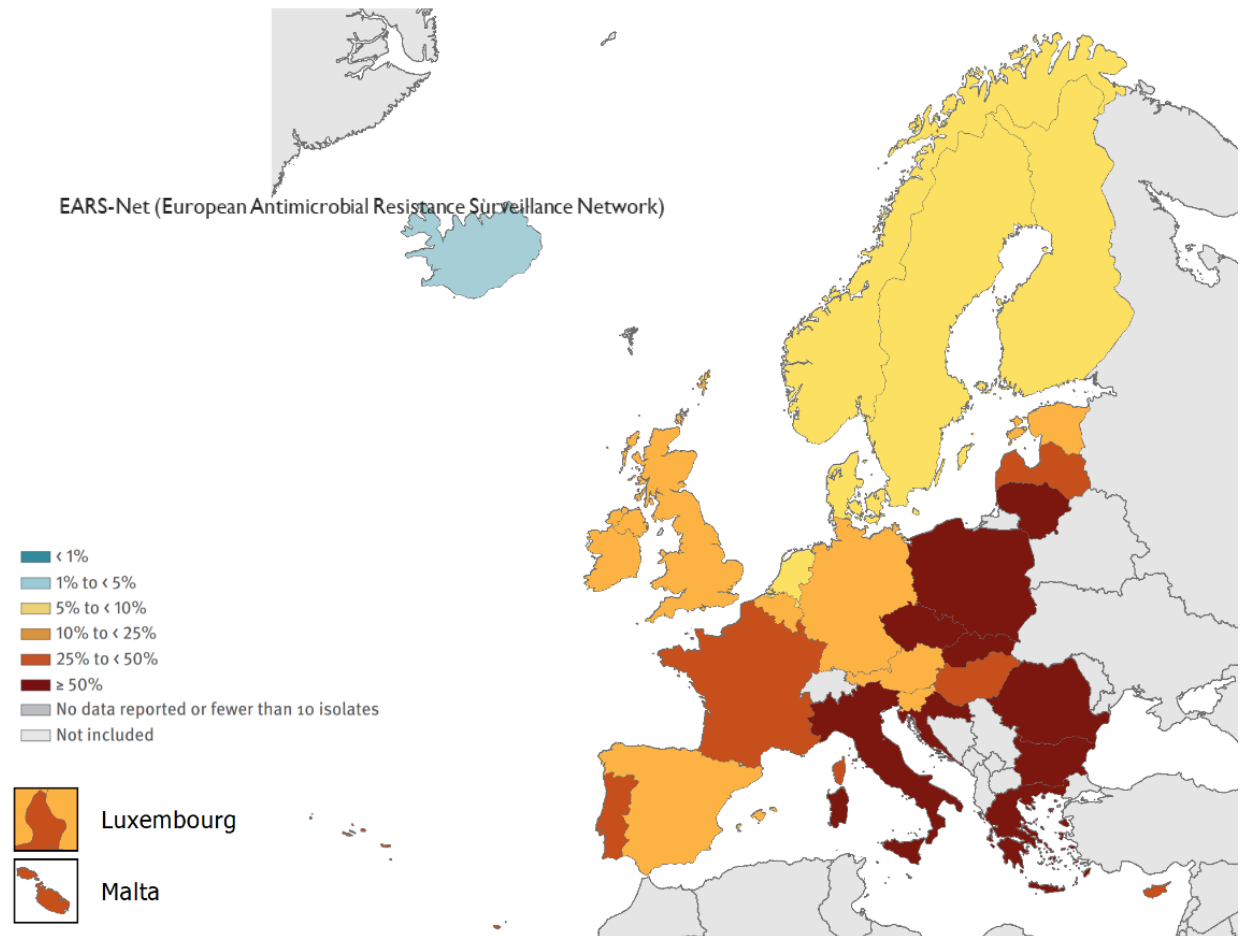 EARS-Net (European Antimicrobial Resistance Surveillance Network)
< 1%
1% to < 5%
5% to < 10%
10% to < 25%
25% to < 50%
≥ 50%
No data reported or fewer than 10 isolates
Not included
Luxembourg
Malta